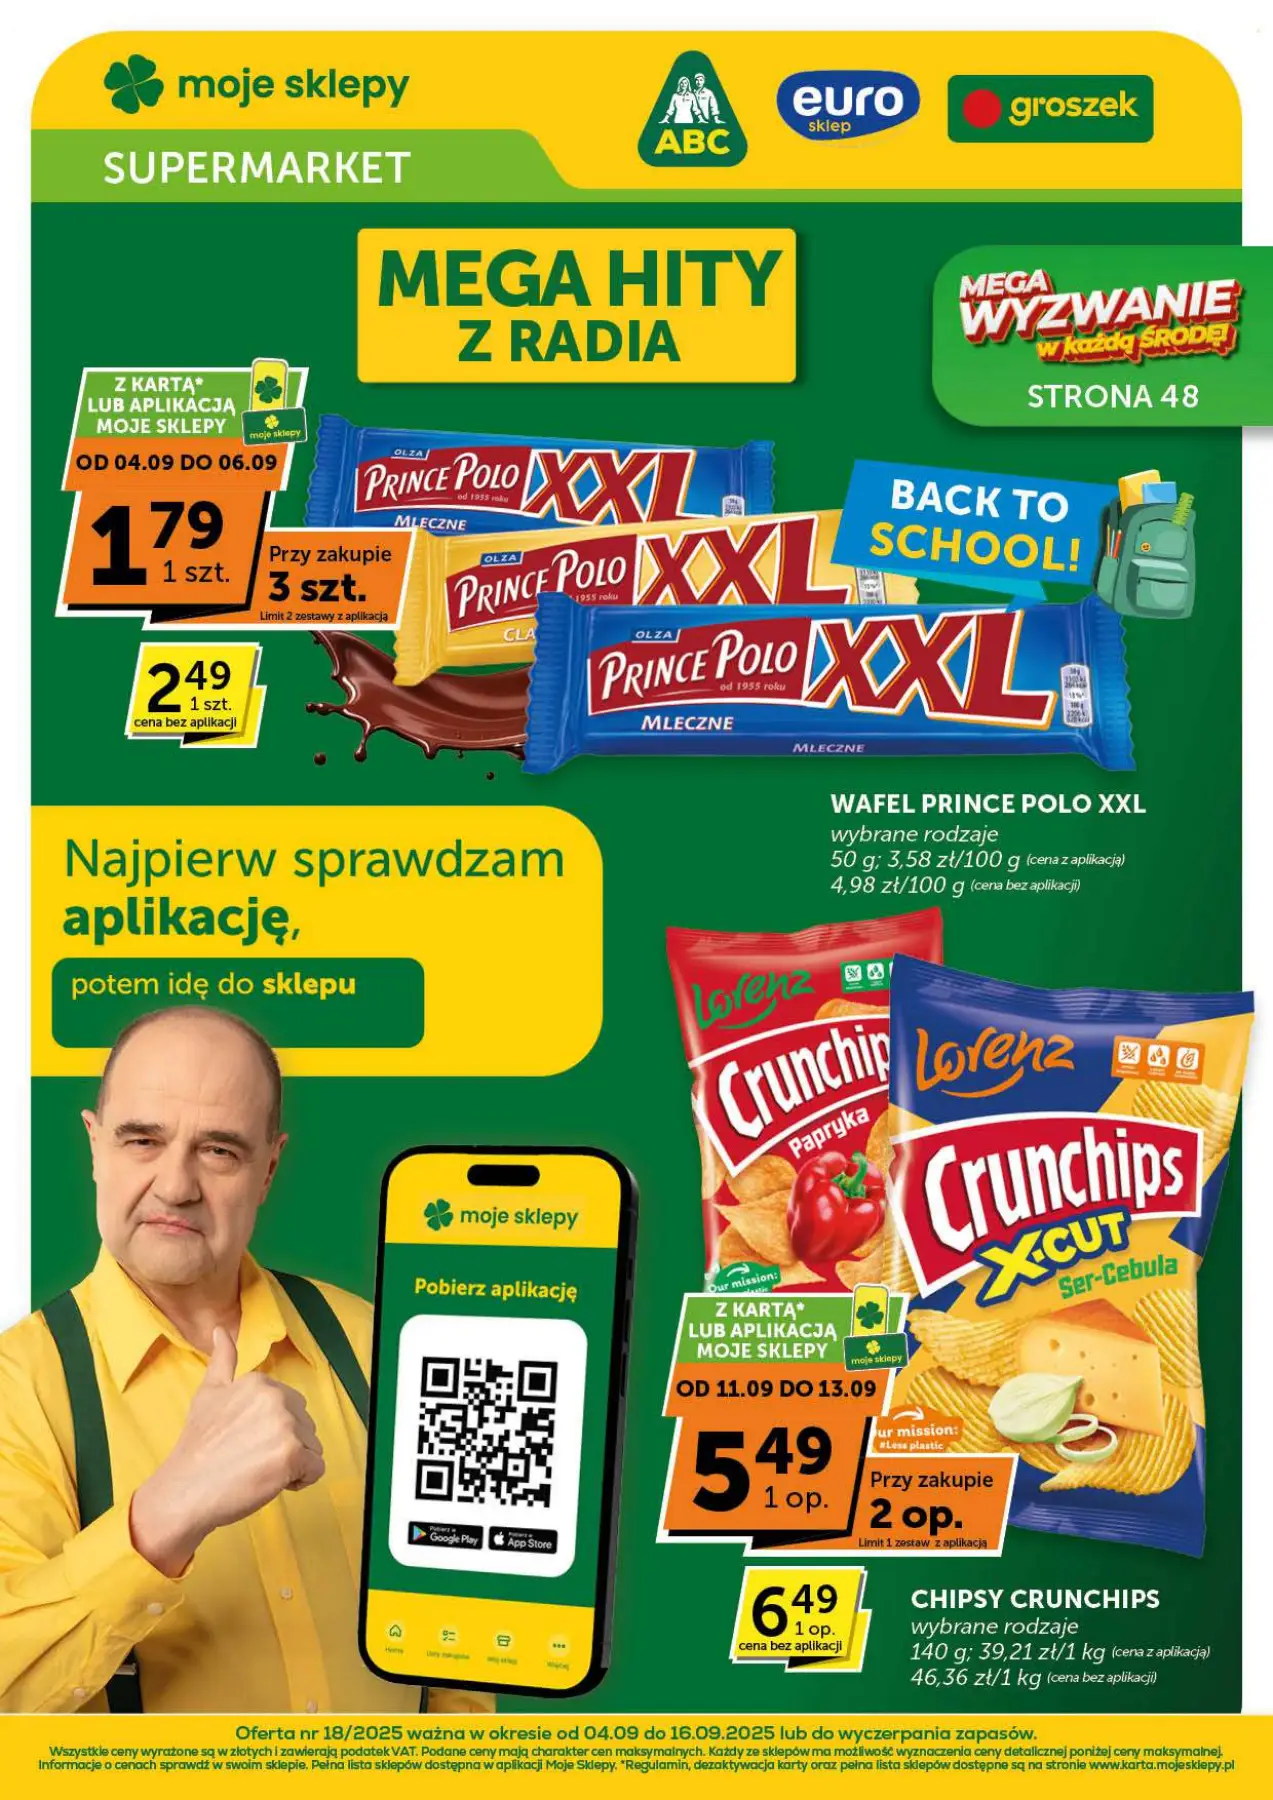 moje sklepy
ABC
euro
sklep
groszek
SUPERMARKET
MEGA HITY
Z RADIA
MEGA
WYZWANIE
w każdą ŚRODĘ!
STRONA 48
Z KARTĄ*
LUB APLIKACJĄ
MOJE SKLEPY
moje sklepy
OD 04.09 DO 06.09
1 79
1 szt.
Przy zakupie
3 szt.
Limit 2 zestawy z aplikacją
2 49
1 szt.
cena bez aplikacji
OLZA
PRINCE POLO XXL
od 1955 roku
MLECZNE
OLZA
PRINCE POLO XXL
1955 roku
CLA
OLZA
PRINCE POLO XXL
od 1955 roku
MLECZNE
MLECZNE
BACK TO
SCHOOL!
WAFEL PRINCE POLO XXL
wybrane rodzaje
50 g; 3,58 zł/100 g (cena z aplikacją)
4,98 zł/100 g (cena bez aplikacji)
Najpierw sprawdzam
aplikację,
potem idę do sklepu
moje sklepy
Pobierz aplikację
Pobierz w
Google Play
Pobierz w
App Store
Home
Listy zakupów
Mój sklep
Więcej
Lorenz
Crunchip
Papryka
our mission:
Lorenz
Crunchips
X-CUT
Ser-Cebula
ur mission:
#Less plastic
Z KARTĄ*
LUB APLIKACJĄ
MOJE SKLEPY
moje sklepy
OD 11.09 DO 13.09
5 49
1 op.
Przy zakupie
2 op.
Limit 1 zestaw z aplikacją
6 49
1 op.
cena bez aplikacji
CHIPSY CRUNCHIPS
wybrane rodzaje
140 g; 39,21 zł/1 kg (cena z aplikacją)
46,36 zł/1 kg (cena bez aplikacji)
Oferta nr 18/2025 ważna w okresie od 04.09 do 16.09.2025 lub do wyczerpania zapasów.
Wszystkie ceny wyrażone są w złotych i zawierają podatek VAT. Podane ceny mają charakter cen maksymalnych. Każdy ze sklepów ma możliwość wyznaczenia ceny detalicznej poniżej ceny maksymalnej.
Informacje o cenach sprawdź w swoim sklepie. Pełna lista sklepów dostępna w aplikacji Moje Sklepy. *Regulamin, dezaktywacja karty oraz pełna lista sklepów dostępne są na stronie www.karta.mojesklepy.pl